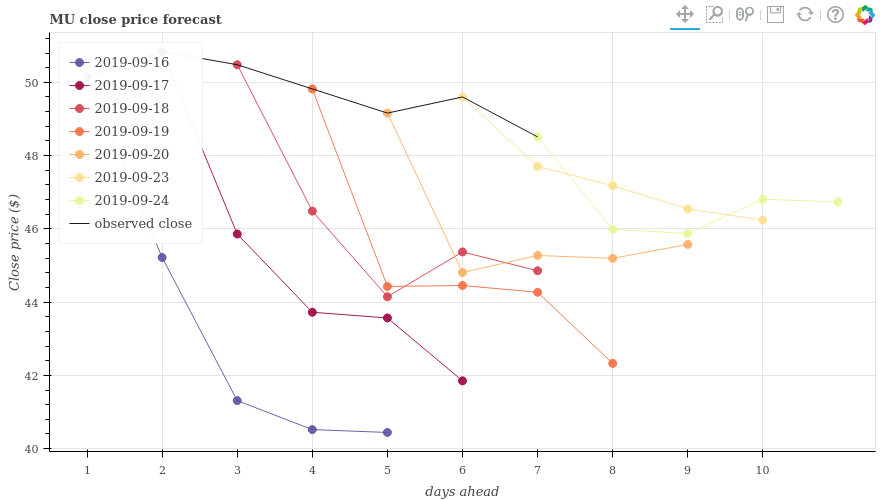 MU close price forecast
2019-09-16
2019-09-17
2019-09-18
2019-09-19
2019-09-20
2019-09-23
2019-09-24
observed close
Close price ($)
50
48
46
44
42
40
1 2 3 4 5 6 7 8 9 10
days ahead